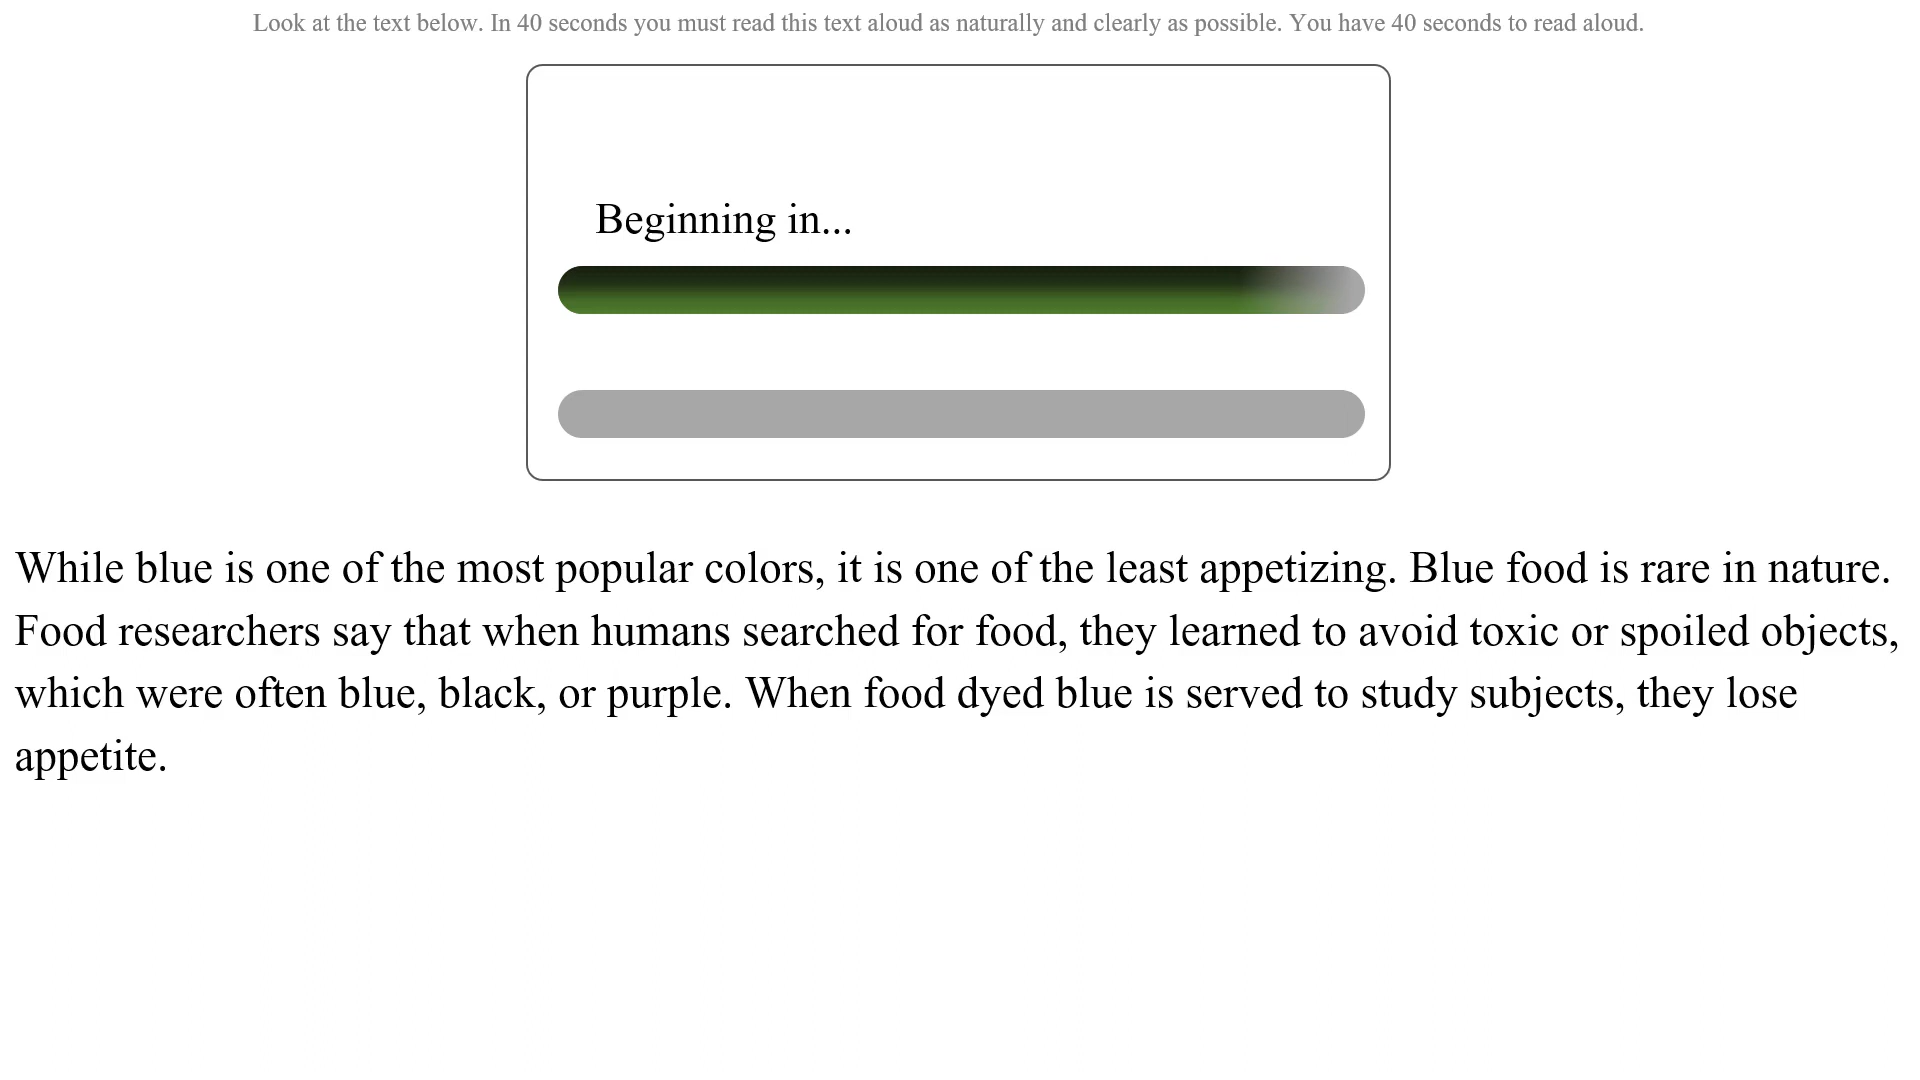 Look at the text below. In 40 seconds you must read this text aloud as naturally and clearly as possible. You have 40 seconds to read aloud.
Beginning in...
While blue is one of the most popular colors, it is one of the least appetizing. Blue food is rare in nature.
Food researchers say that when humans searched for food, they learned to avoid toxic or spoiled objects,
which were often blue, black, or purple. When food dyed blue is served to study subjects, they lose
appetite.